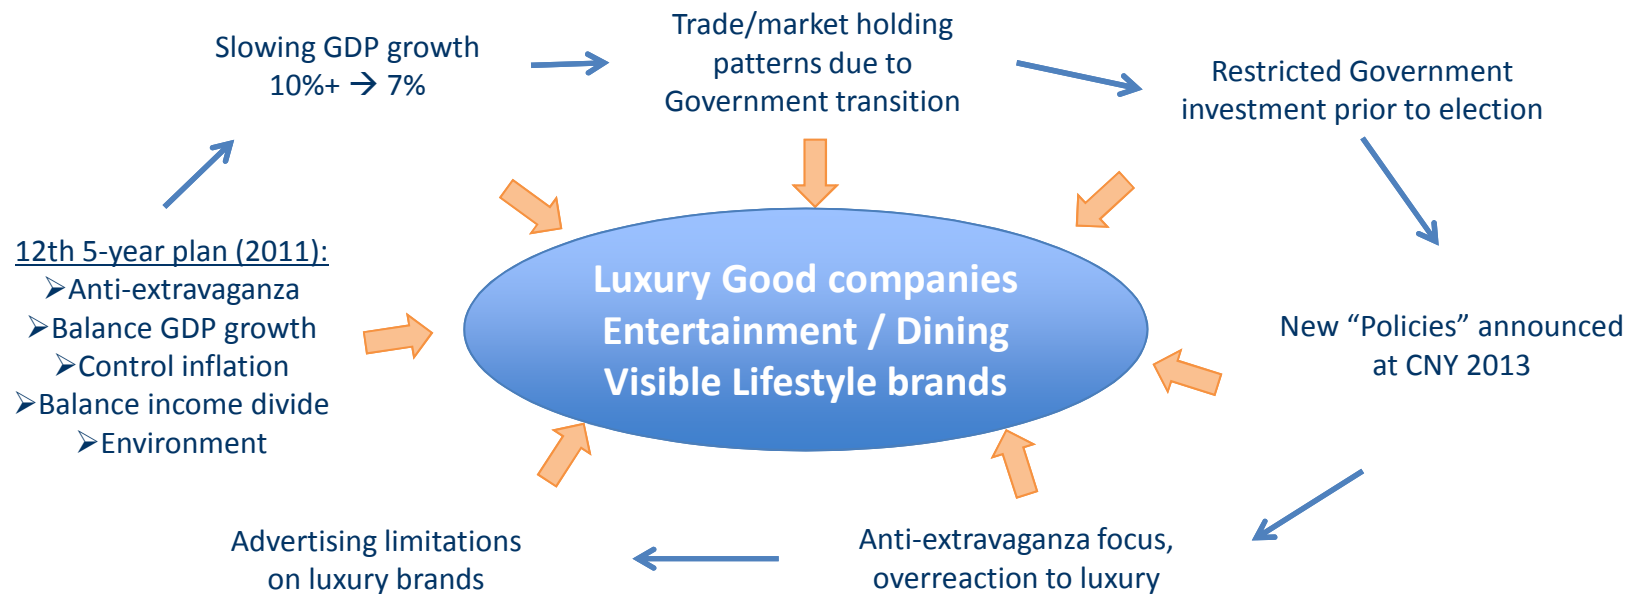 Slowing GDP growth
10%+ → 7%
Trade/market holding
patterns due to
Government transition
Restricted Government
investment prior to election
12th 5-year plan (2011):
➢Anti-extravaganza
➢Balance GDP growth
➢Control inflation
➢Balance income divide
➢Environment
Luxury Good companies
Entertainment / Dining
Visible Lifestyle brands
New “Policies” announced
at CNY 2013
Advertising limitations
on luxury brands
Anti-extravaganza focus,
overreaction to luxury